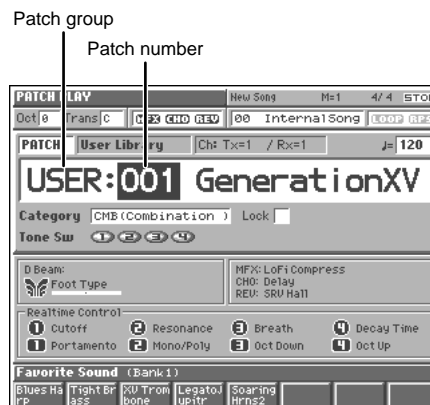 Patch group
Patch number
PATCH PLAY New Song M=1 4/4 STO
Oct 0 Trans C MFX CHO REV 00 InternalSong LOOP RPS
PATCH User Library Ch: Tx=1 / Rx=1 ♩= 120
USER:001 GenerationXV
Category CMB(Combination ) Lock
Tone Sw 1 2 3 4
D Beam:
Foot Type
MFX: LoFi Compress
CHO: Delay
REV: SRV Hall
Realtime Control
1 Cutoff 2 Resonance 3 Breath 4 Decay Time
1 Portamento 2 Mono/Poly 3 Oct Down 4 Oct Up
Favorite Sound (Bank1)
Blues Ha Tight Br XV Trom LegatoJ Soaring
rp ass bone upitr Hrns2